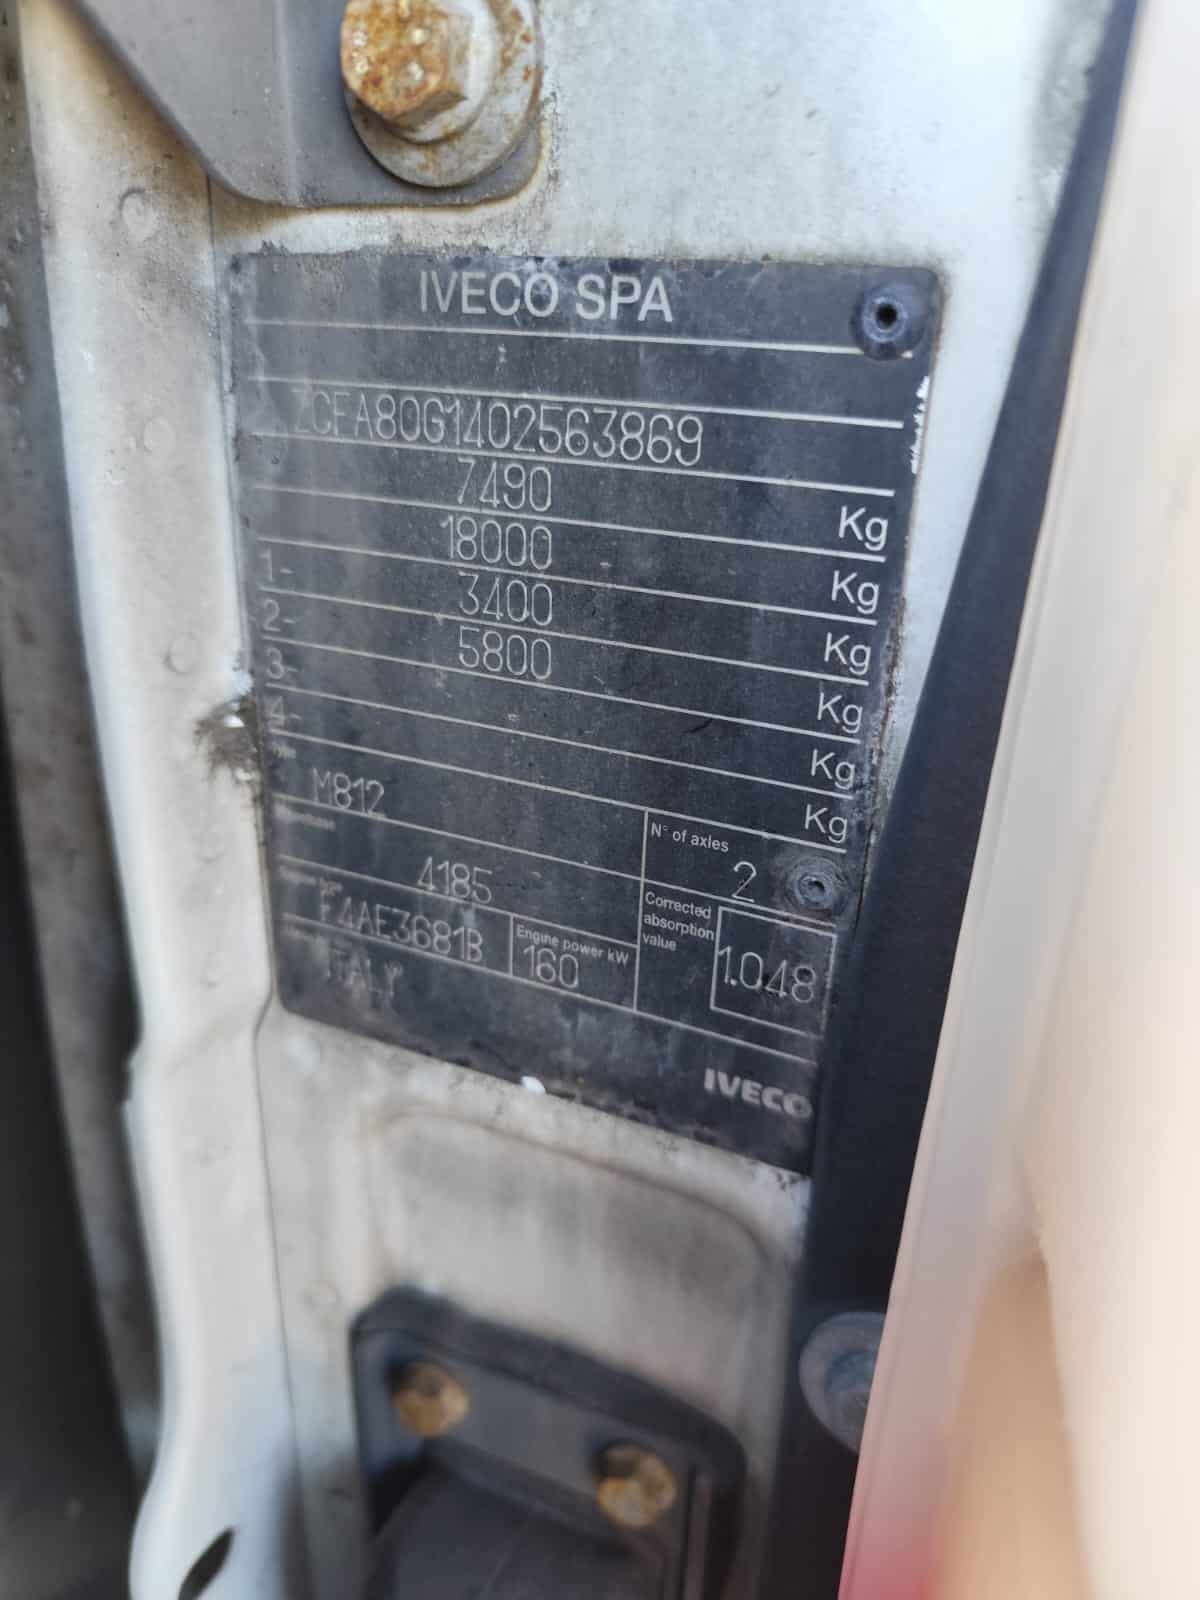 IVECO SPA
ZCFA80G1402563869
7490 Kg
18000 Kg
1- 3400 Kg
2- 5800 Kg
3- Kg
4- Kg
Type
M812
N° of axles
2
4185
Corrected absorption value
1.048
F4AE3681B
Engine power kW
160
ITALY
IVECO